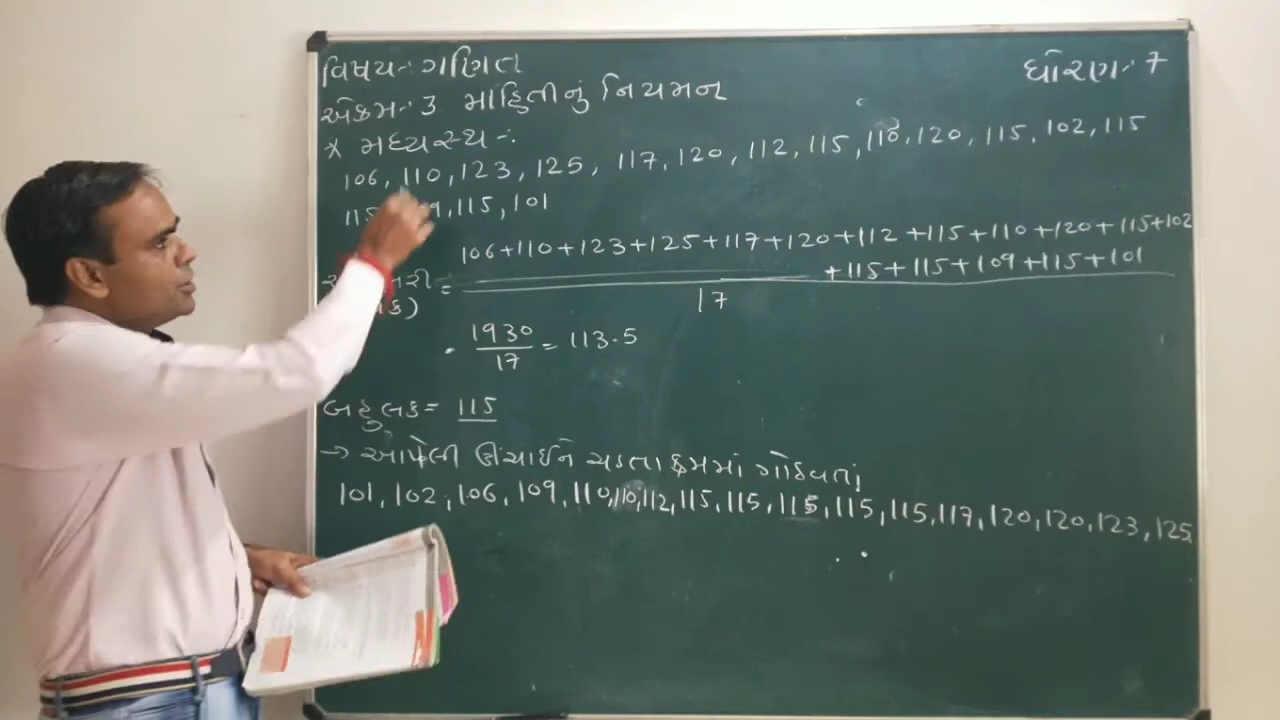 વિષય:- ગણિત
ધોરણ:- 7
એકમ:- 3 માહિતીનું નિયમન
* મધ્યસ્થ -:
106, 110, 123, 125, 117, 120, 112, 115, 110, 120, 115, 102, 115
115, 115, 101
106+110+123+125+117+120+112+115+110+120+115+102
+115+115+109+115+101
=
17
1930
17
= 113.5
બહુલક = 115
→ આપેલી ઊંચાઈને ચડતા ક્રમમાં ગોઠવતાં
101, 102, 106, 109, 110, 110, 112, 115, 115, 115, 115, 115, 117, 120, 120, 123, 125